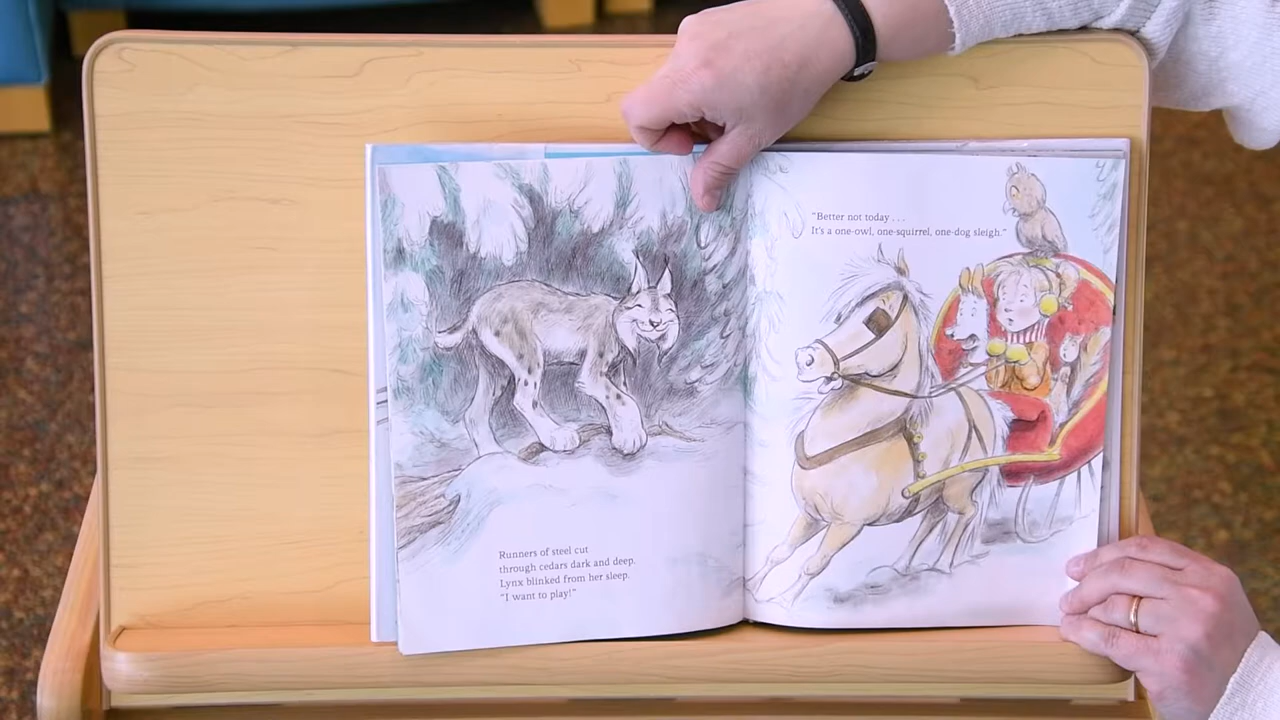 Runners of steel cut
through cedars dark and deep.
Lynx blinked from her sleep.
"I want to play!"
"Better not today . . .
It's a one-owl, one-squirrel, one-dog sleigh."